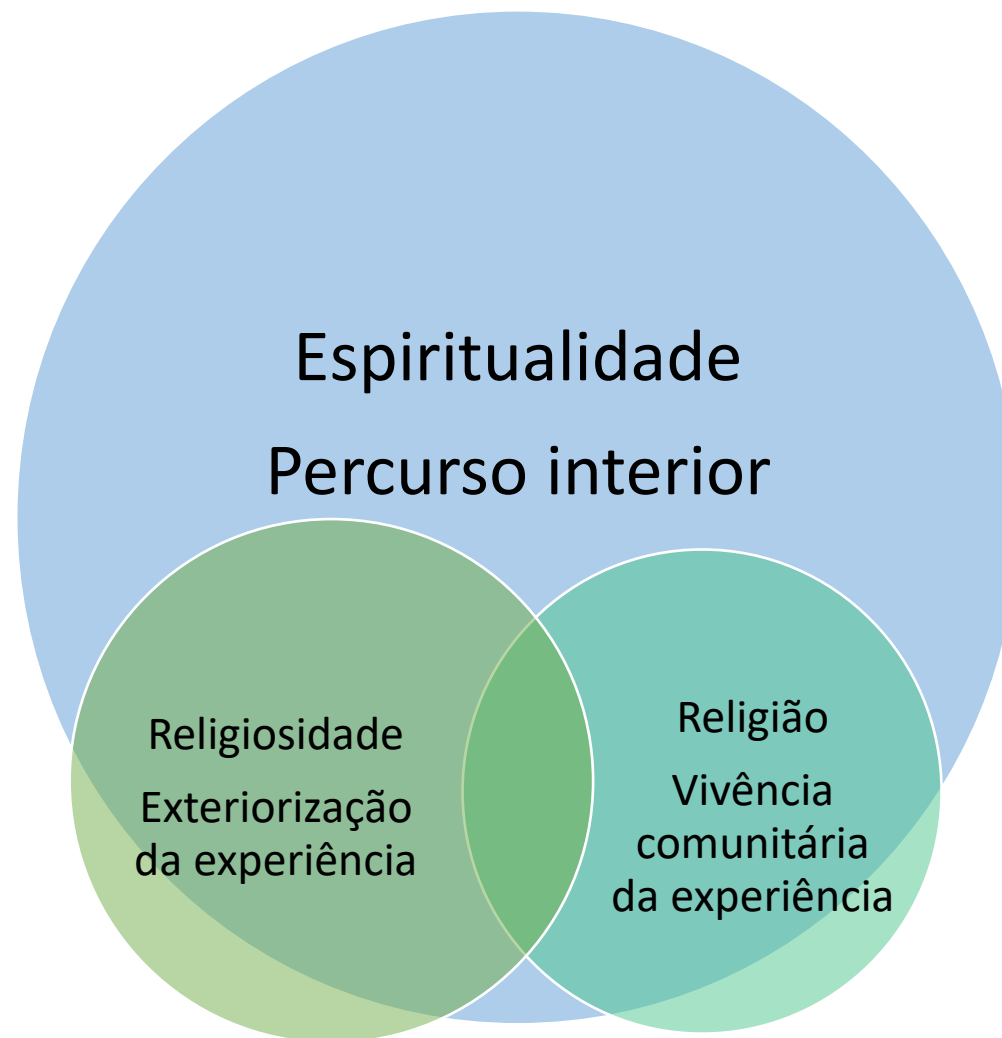 Espiritualidade
Percurso interior
Religiosidade
Exteriorização
da experiência
Religião
Vivência
comunitária
da experiência